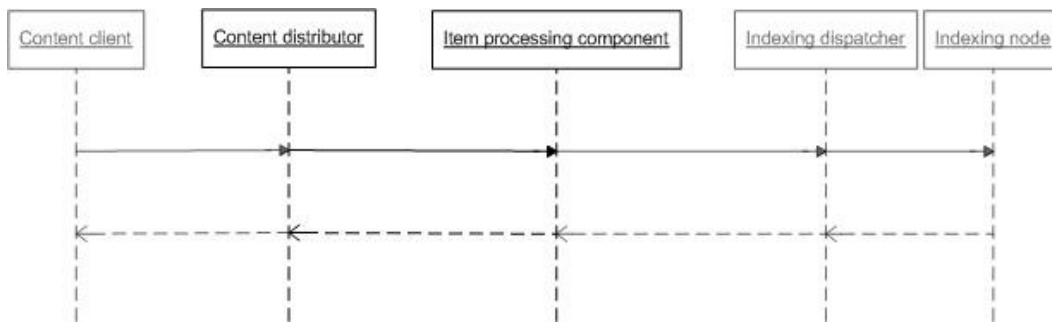 Content client
Content distributor
Item processing component
Indexing dispatcher
Indexing node